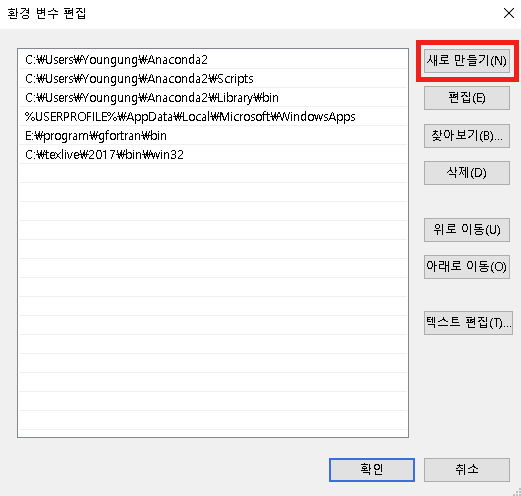 환경 변수 편집
C:₩Users₩Youngung₩Anaconda2
C:₩Users₩Youngung₩Anaconda2₩Scripts
C:₩Users₩Youngung₩Anaconda2₩Library₩bin
%USERPROFILE%₩AppData₩Local₩Microsoft₩WindowsApps
E:₩program₩gfortran₩bin
C:₩texlive₩2017₩bin₩win32
새로 만들기(N)
편집(E)
찾아보기(B)...
삭제(D)
위로 이동(U)
아래로 이동(O)
텍스트 편집(T)...
확인
취소